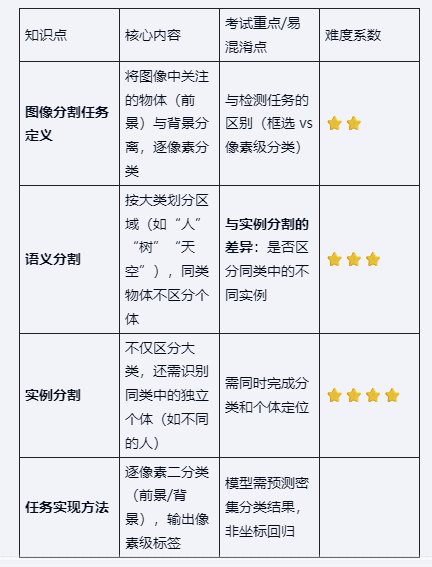 知识点
核心内容
考试重点/易
混淆点
难度系数
图像分割任务
定义
将图像中关注
的物体（前
景）与背景分
离，逐像素分
类
与检测任务的
区别（框选 vs
像素级分类）
语义分割
按大类划分区
域（如“人”
“树”“天
空”），同类
物体不区分个
体
与实例分割的
差异：是否区
分同类中的不
同实例
实例分割
不仅区分大
类，还需识别
同类中的独立
个体（如不同
的人）
需同时完成分
类和个体定位
任务实现方法
逐像素二分类
（前景/背
景），输出像
素级标签
模型需预测密
集分类结果，
非坐标回归